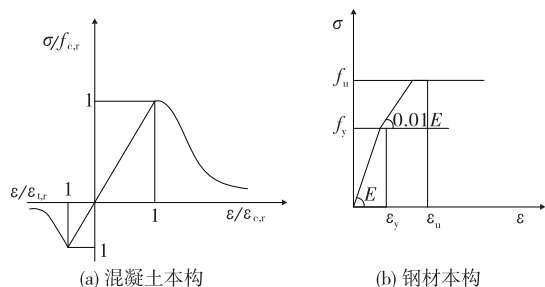 σ/f_c,r
1
ε/ε_t,r
1
1
ε/ε_c,r
1
(a) 混凝土本构
σ
f_u
f_y
0.01E
E
ε_y
ε_u
ε
(b) 钢材本构